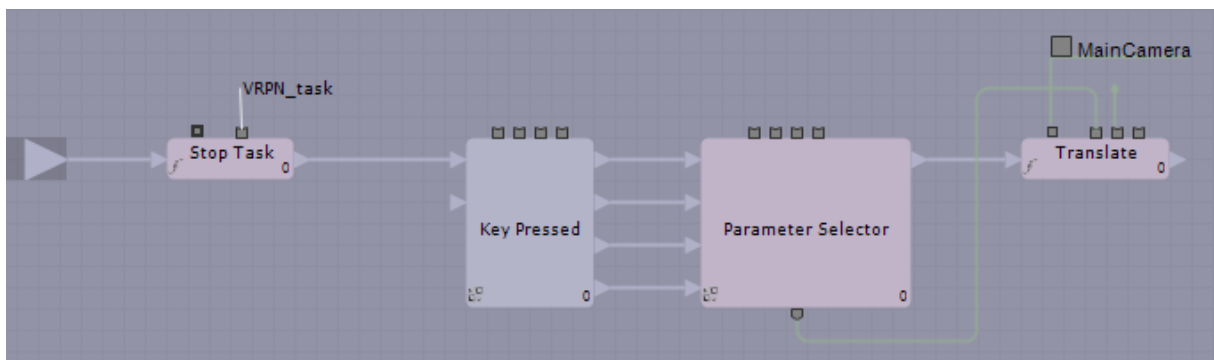 MainCamera
VRPN_task
Stop Task
0
Key Pressed
0
Parameter Selector
0
Translate
0